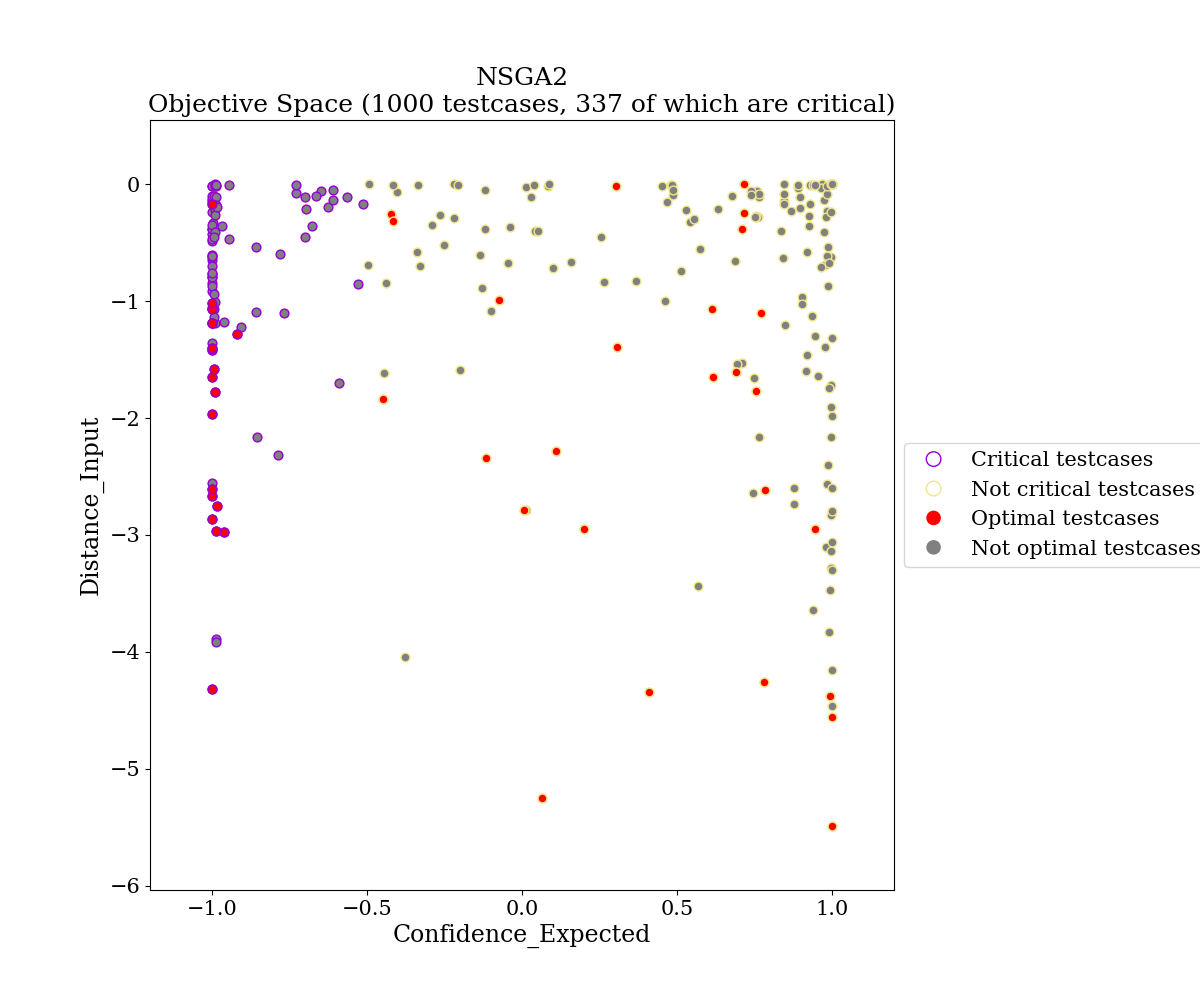 NSGA2
Objective Space (1000 testcases, 337 of which are critical)
0
−1
−2
−3
−4
−5
−6
Distance_Input
−1.0
−0.5
0.0
0.5
1.0
Confidence_Expected
Critical testcases
Not critical testcases
Optimal testcases
Not optimal testcases